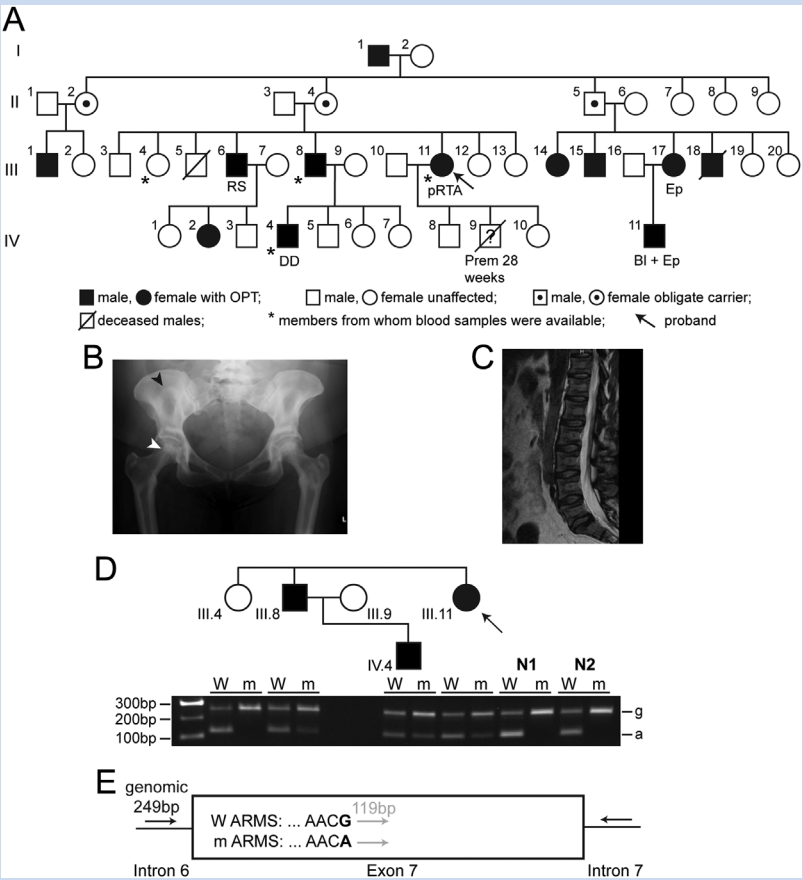 A
I
1 2
II
1 2 3 4 5 6 7 8 9
III
1 2 3 4 5 6 7 8 9 10 11 12 13 14 15 16 17 18 19 20
* RS * * pRTA Ep
IV
1 2 3 4 5 6 7 8 9 10 11
?
* DD Prem 28 BI + Ep
weeks
male, female with OPT; male, female unaffected; male, female obligate carrier;
deceased males; * members from whom blood samples were available; proband
B
L
C
H
D
III.4 III.8 III.9 III.11
IV.4 N1 N2
W m W m W m W m W m W m
300bp
200bp
100bp
g
a
E
genomic
249bp
119bp
W ARMS: ... AACG
m ARMS: ... AACA
Intron 6 Exon 7 Intron 7